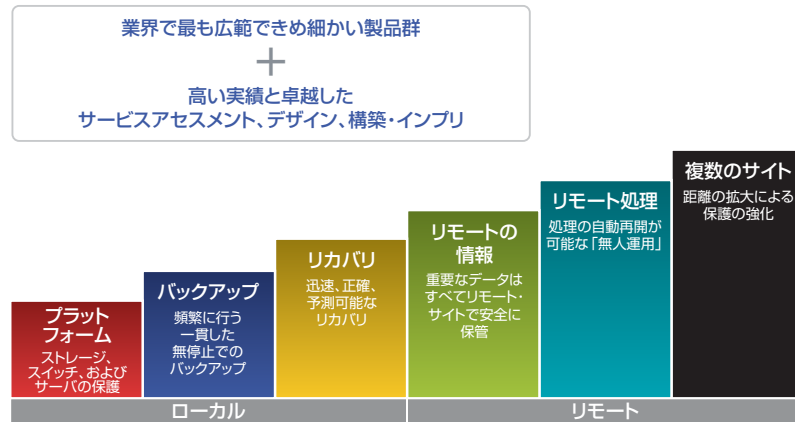 業界で最も広範できめ細かい製品群
＋
高い実績と卓越した
サービスアセスメント、デザイン、構築・インプリ
プラット
フォーム
ストレージ、
スイッチ、および
サーバの保護
バックアップ
頻繁に行う
一貫した
無停止での
バックアップ
リカバリ
迅速、正確、
予測可能な
リカバリ
リモートの
情報
重要なデータは
すべてリモート・
サイトで安全に
保管
リモート処理
処理の自動再開が
可能な「無人運用」
複数のサイト
距離の拡大による
保護の強化
ローカル
リモート